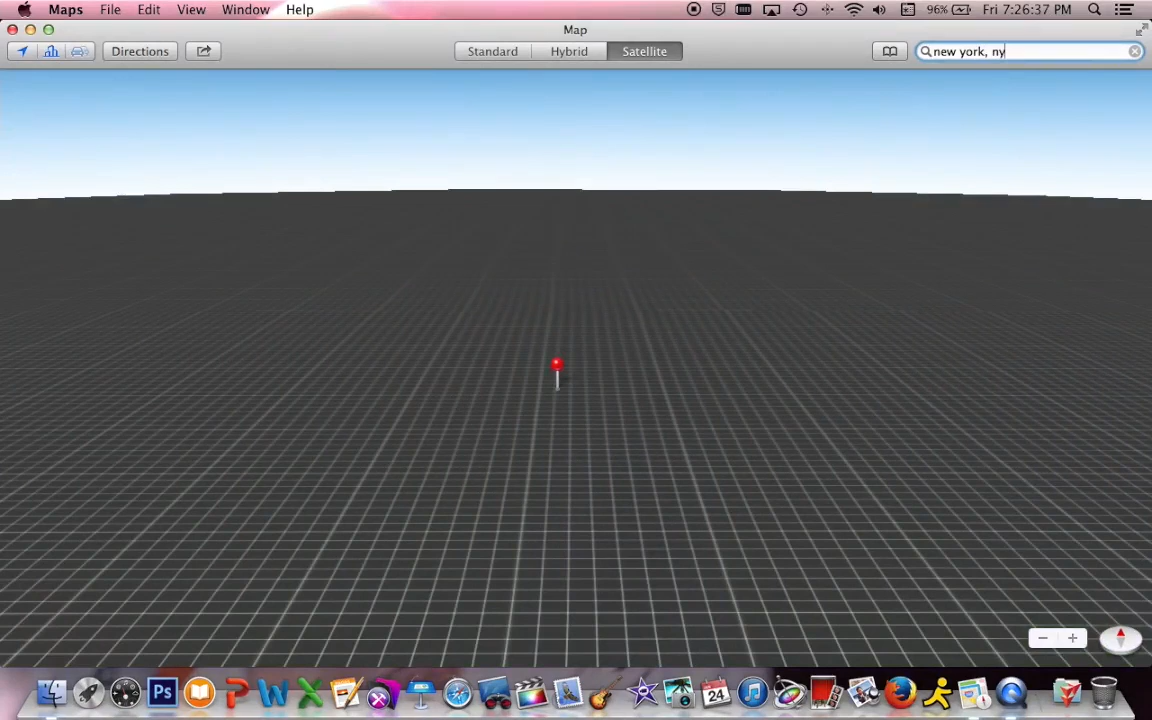 Maps File Edit View Window Help 96% Fri 7:26:37 PM
Map
Directions Standard Hybrid Satellite new york, ny
Ps P W X 24